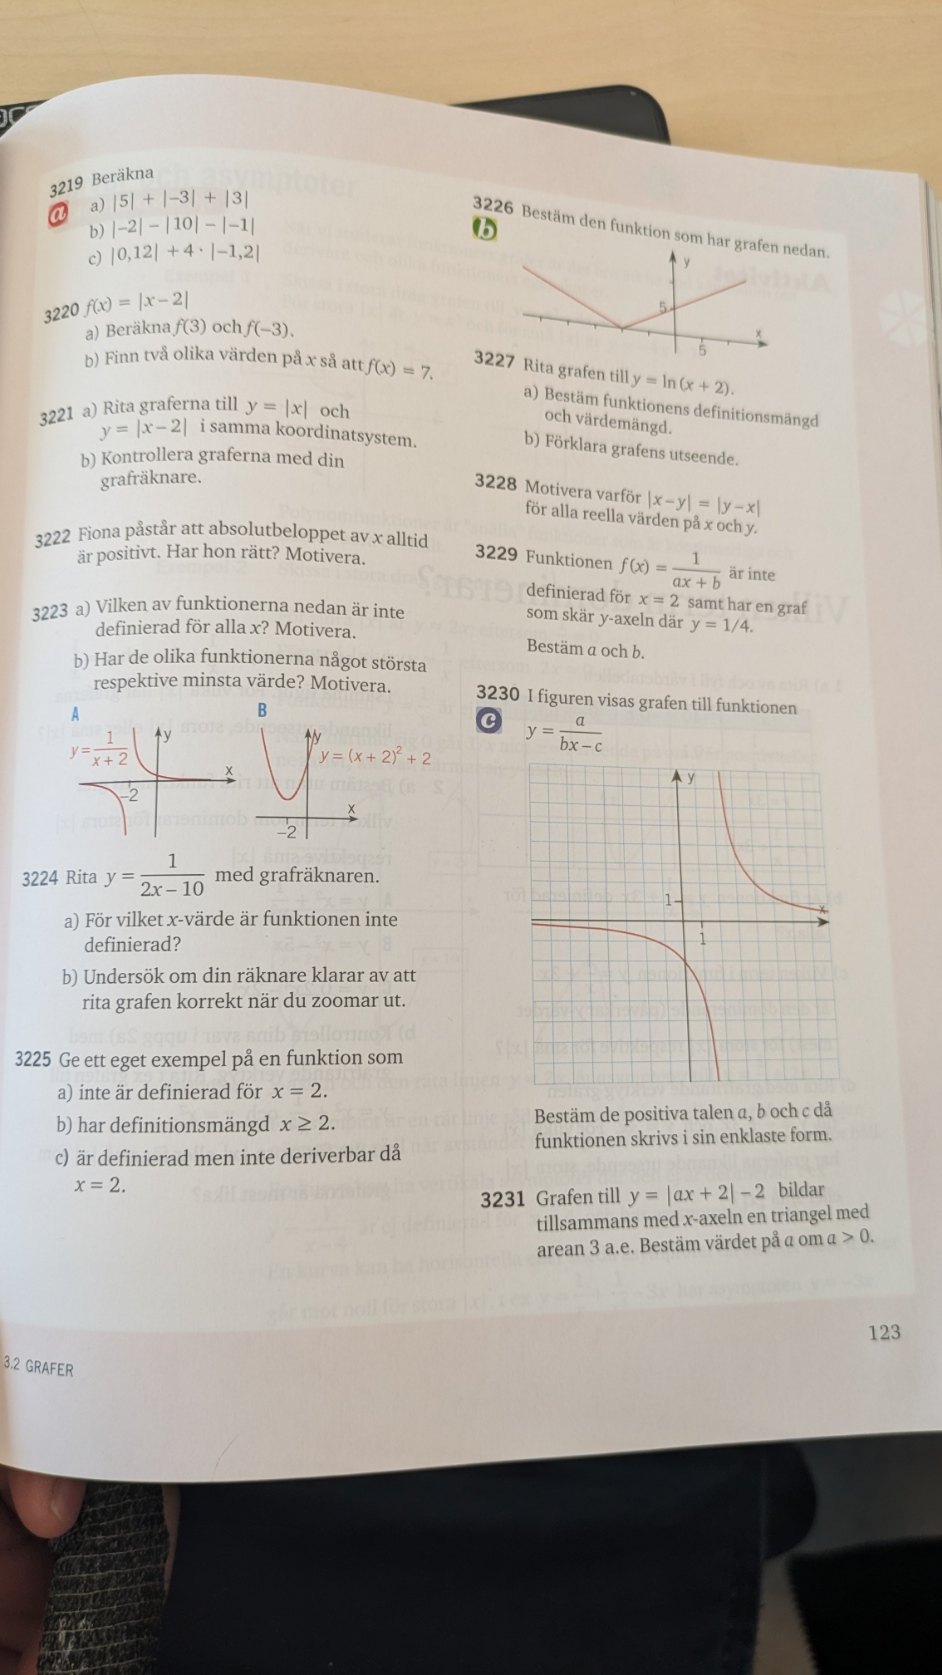 3219 Beräkna
a
a) |5| + |–3| + |3|
b) |–2| – |10| – |–1|
c) |0,12| + 4 · |–1,2|
3220 f(x) = |x – 2|
a) Beräkna f(3) och f(–3).
b) Finn två olika värden på x så att f(x) = 7.
3221 a) Rita graferna till y = |x| och
y = |x – 2| i samma koordinatsystem.
b) Kontrollera graferna med din
grafräknare.
3222 Fiona påstår att absolutbeloppet av x alltid
är positivt. Har hon rätt? Motivera.
3223 a) Vilken av funktionerna nedan är inte
definierad för alla x? Motivera.
b) Har de olika funktionerna något största
respektive minsta värde? Motivera.
A
y = 1/(x + 2)
y
x
–2
B
y
y = (x + 2)² + 2
x
–2
3224 Rita y = 1/(2x – 10) med grafräknaren.
a) För vilket x-värde är funktionen inte
definierad?
b) Undersök om din räknare klarar av att
rita grafen korrekt när du zoomar ut.
3225 Ge ett eget exempel på en funktion som
a) inte är definierad för x = 2.
b) har definitionsmängd x ≥ 2.
c) är definierad men inte deriverbar då
x = 2.
3226 Bestäm den funktion som har grafen nedan.
b
y
5
x
5
3227 Rita grafen till y = ln (x + 2).
a) Bestäm funktionens definitionsmängd
och värdemängd.
b) Förklara grafens utseende.
3228 Motivera varför |x – y| = |y – x|
för alla reella värden på x och y.
3229 Funktionen f(x) = 1/(ax + b) är inte
definierad för x = 2 samt har en graf
som skär y-axeln där y = 1/4.
Bestäm a och b.
3230 I figuren visas grafen till funktionen
c
y = a/(bx – c)
y
1
x
1
Bestäm de positiva talen a, b och c då
funktionen skrivs i sin enklaste form.
3231 Grafen till y = |ax + 2| – 2 bildar
tillsammans med x-axeln en triangel med
arean 3 a.e. Bestäm värdet på a om a > 0.
123
3.2 GRAFER